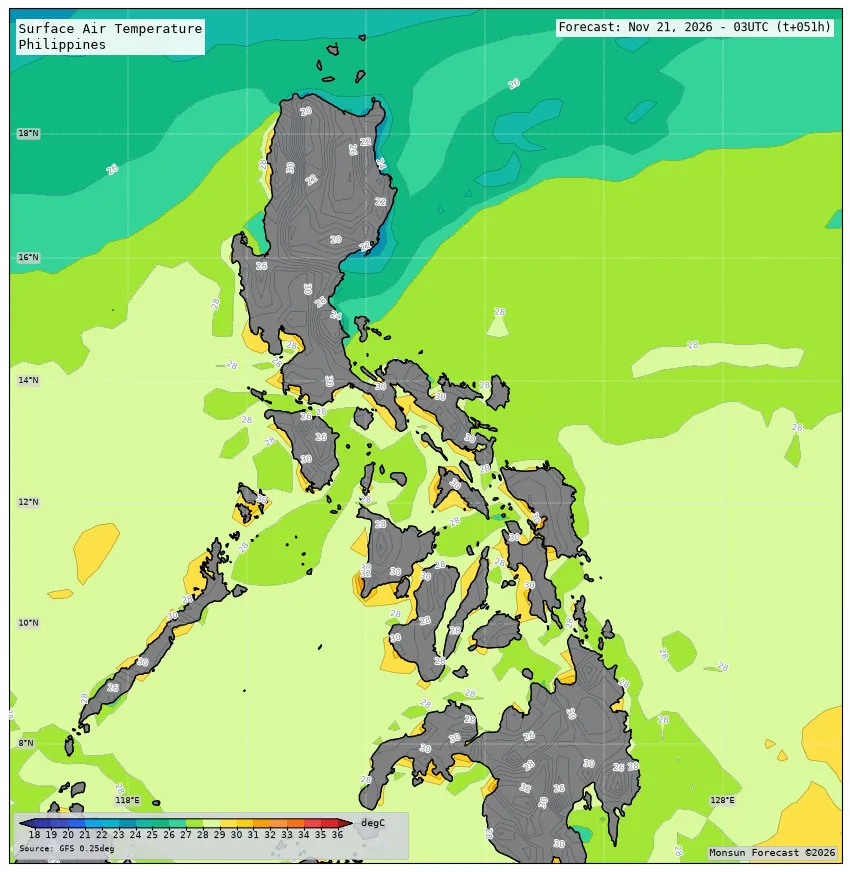 Surface Air Temperature
Philippines
Forecast: Nov 21, 2026 - 03UTC (t+051h)
18°N
16°N
14°N
12°N
10°N
8°N
118°E
128°E
18 19 20 21 22 23 24 25 26 27 28 29 30 31 32 33 34 35 36 degC
Source: GFS 0.25deg
Monsun Forecast ©2026